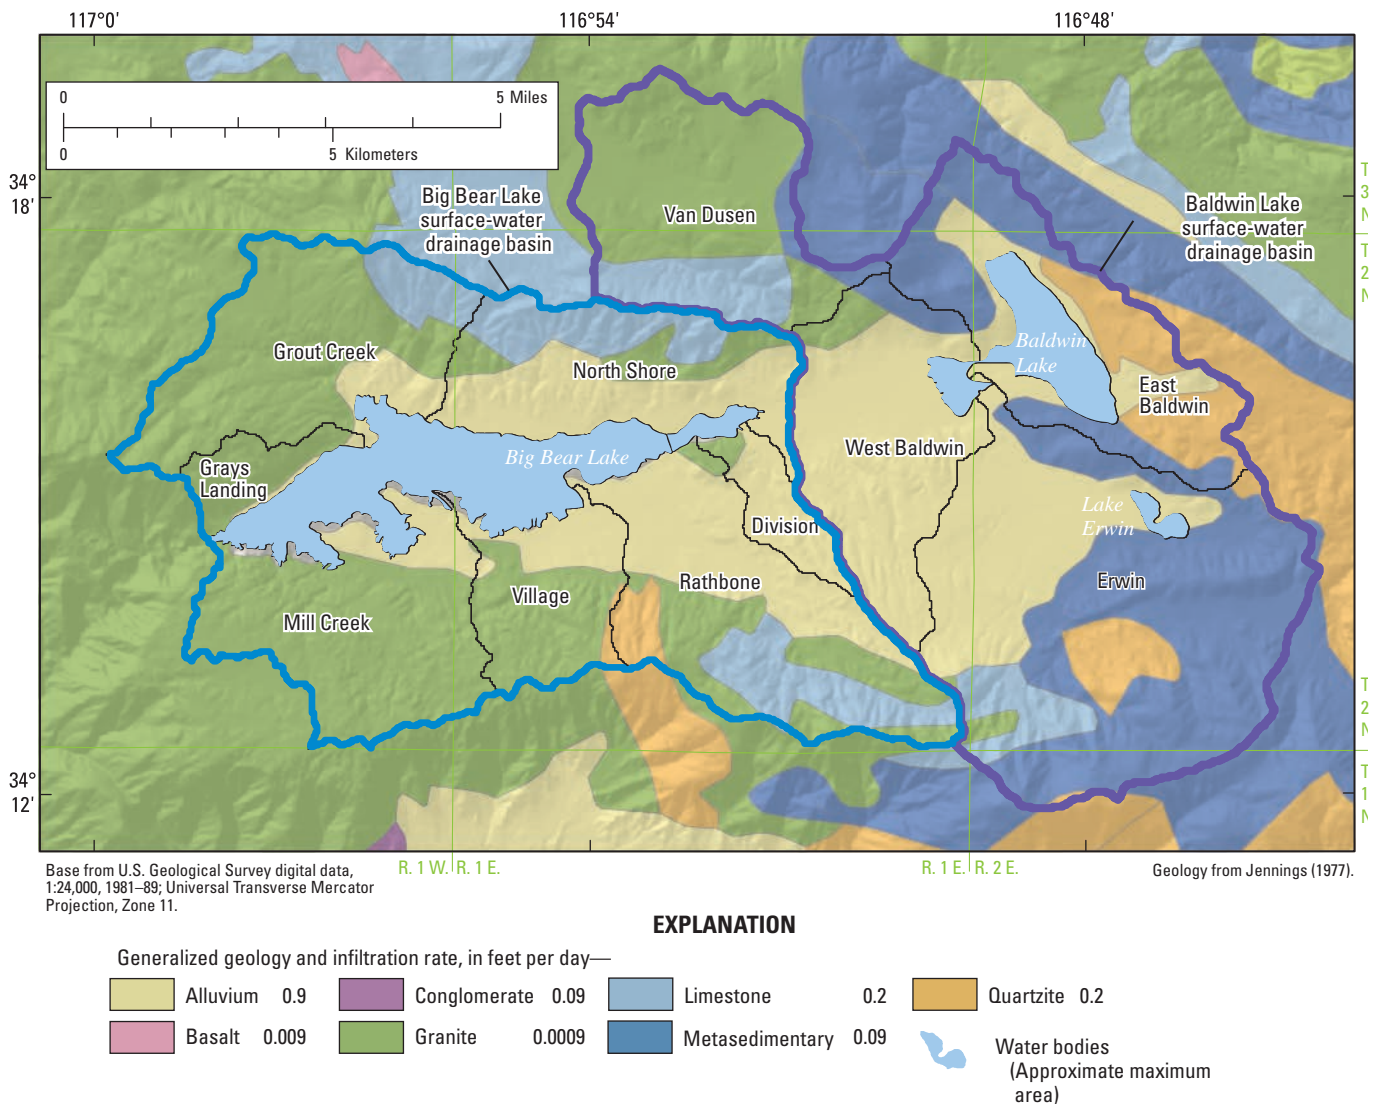 117°0'
116°54'
116°48'
0
5 Miles
0
5 Kilometers
34°
18'
T
3
N
T
2
N
Big Bear Lake
surface-water
drainage basin
Van Dusen
Baldwin Lake
surface-water
drainage basin
Grout Creek
North Shore
Baldwin
Lake
East
Baldwin
Grays
Landing
Big Bear Lake
West Baldwin
Lake
Erwin
Division
Erwin
Rathbone
Village
Mill Creek
T
2
N
34°
12'
T
1
N
Base from U.S. Geological Survey digital data,
1:24,000, 1981–89; Universal Transverse Mercator
Projection, Zone 11.
R. 1 W. R. 1 E.
R. 1 E. R. 2 E.
Geology from Jennings (1977).
EXPLANATION
Generalized geology and infiltration rate, in feet per day—
Alluvium 0.9
Conglomerate 0.09
Limestone 0.2
Quartzite 0.2
Basalt 0.009
Granite 0.0009
Metasedimentary 0.09
Water bodies
(Approximate maximum
area)